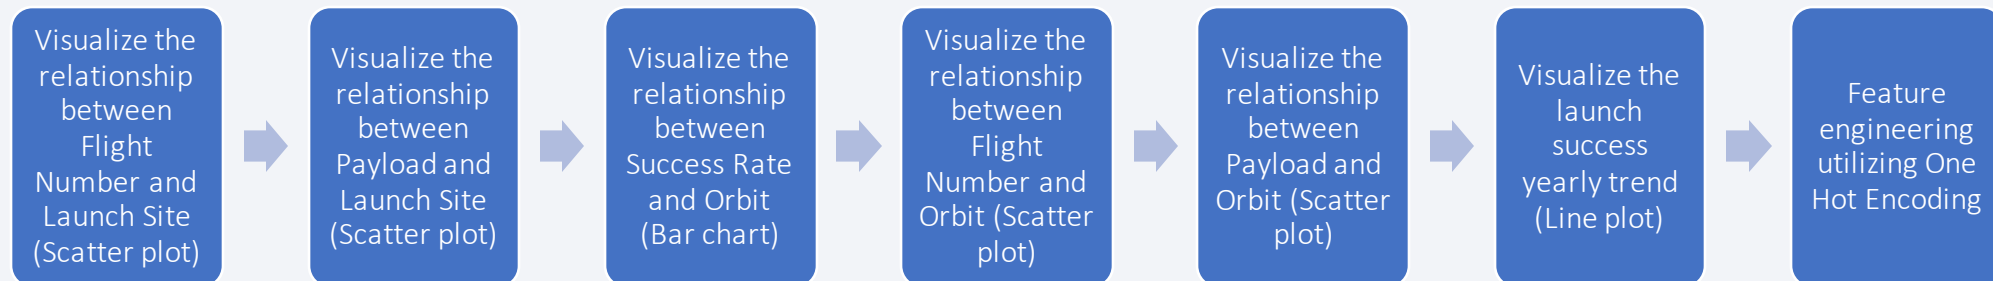 Visualize the
relationship
between
Flight
Number and
Launch Site
(Scatter plot)
Visualize the
relationship
between
Payload and
Launch Site
(Scatter plot)
Visualize the
relationship
between
Success Rate
and Orbit
(Bar chart)
Visualize the
relationship
between
Flight
Number and
Orbit (Scatter
plot)
Visualize the
relationship
between
Payload and
Orbit (Scatter
plot)
Visualize the
launch
success
yearly trend
(Line plot)
Feature
engineering
utilizing One
Hot Encoding